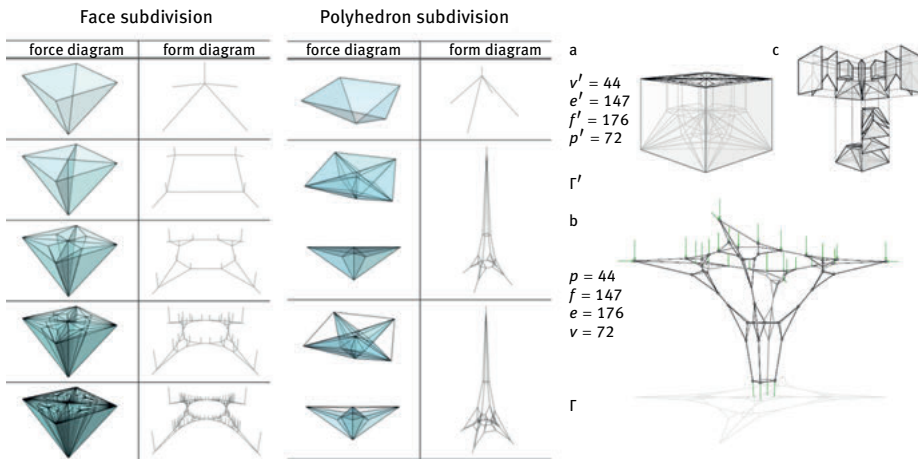 Face subdivision
force diagram
form diagram
Polyhedron subdivision
force diagram
form diagram
a
v′ = 44
e′ = 147
f′ = 176
p′ = 72
Γ′
c
b
p = 44
f = 147
e = 176
v = 72
Γ